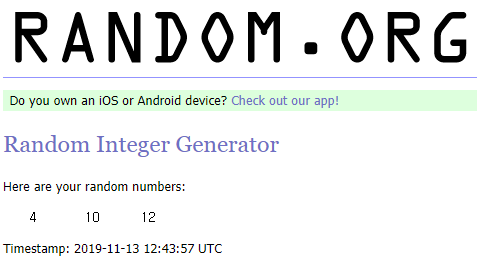 RANDOM.ORG
Do you own an iOS or Android device? Check out our app!
Random Integer Generator
Here are your random numbers:
4 10 12
Timestamp: 2019-11-13 12:43:57 UTC